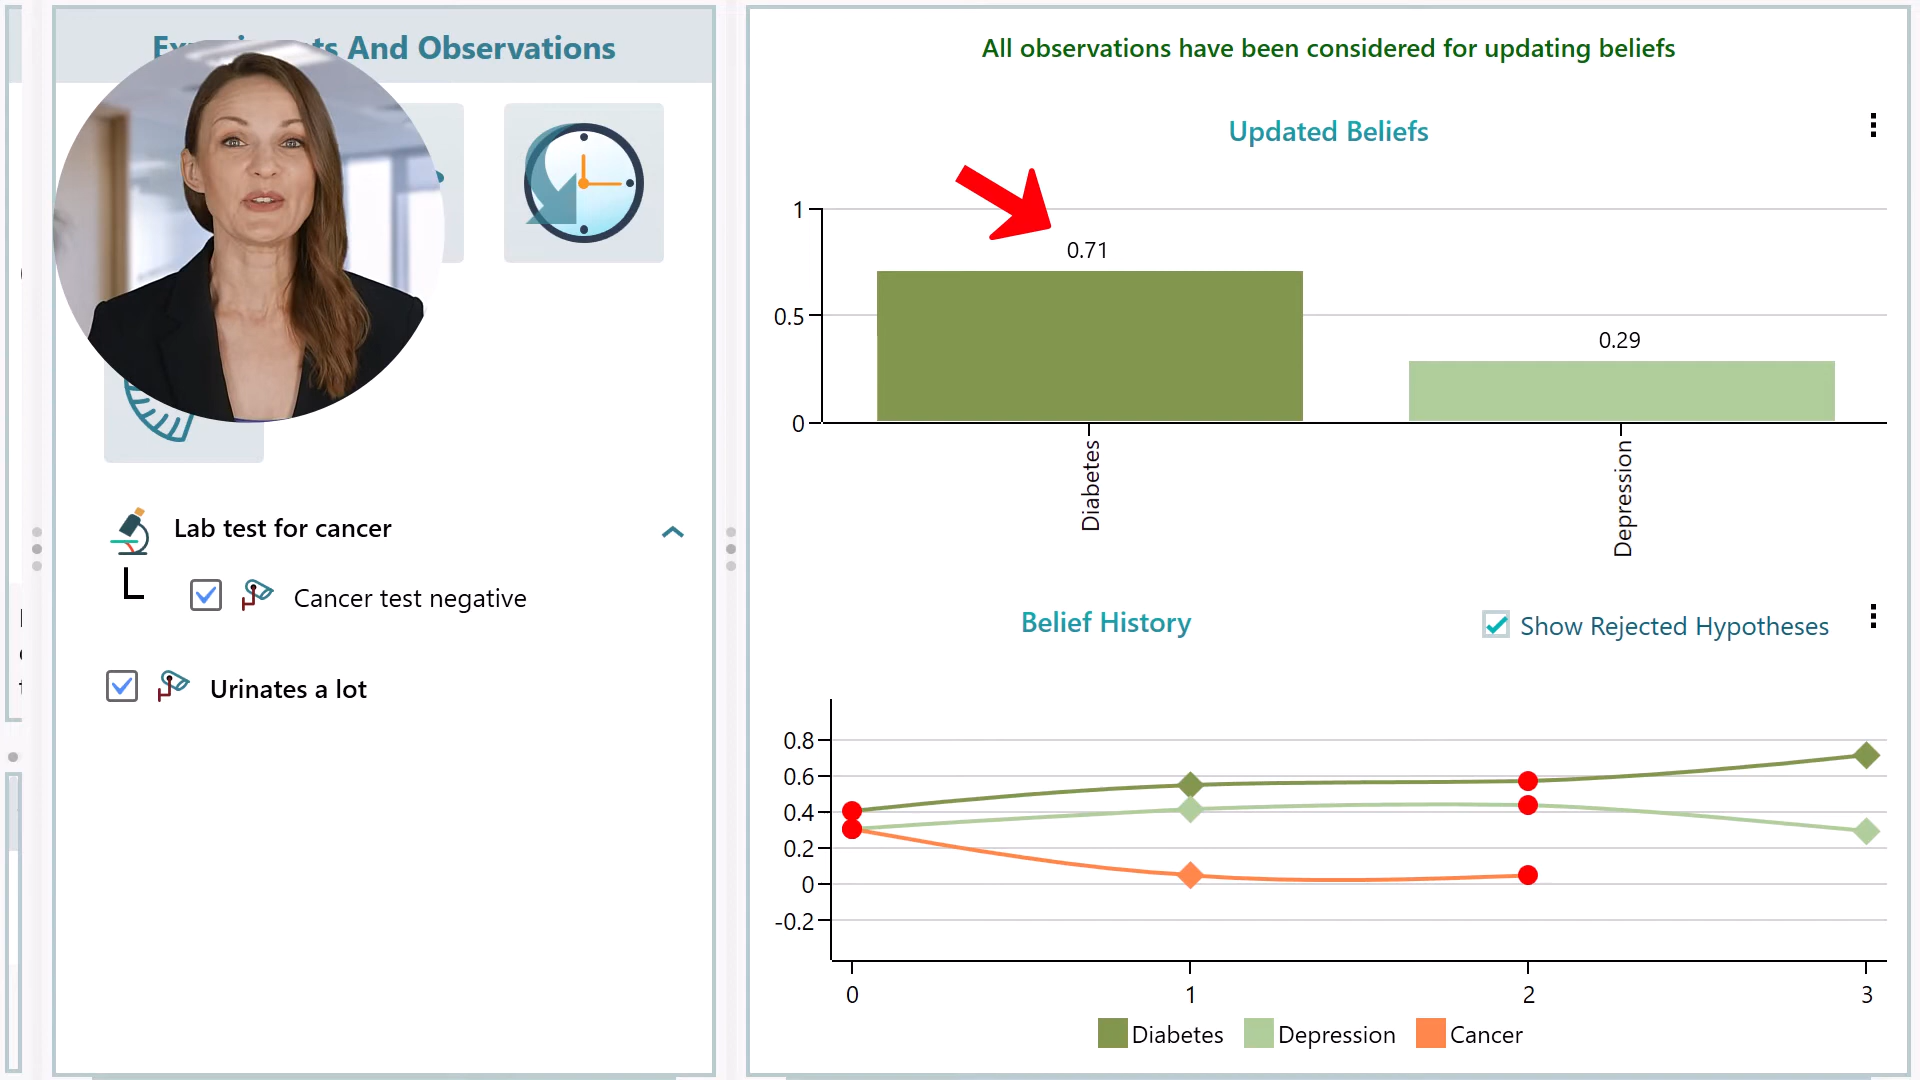 And Observations
Lab test for cancer
Cancer test negative
Urinates a lot
All observations have been considered for updating beliefs
Updated Beliefs
1
0.5
0
0.71
0.29
Diabetes
Depression
Belief History
Show Rejected Hypotheses
0.8
0.6
0.4
0.2
0
-0.2
0 1 2 3
Diabetes Depression Cancer